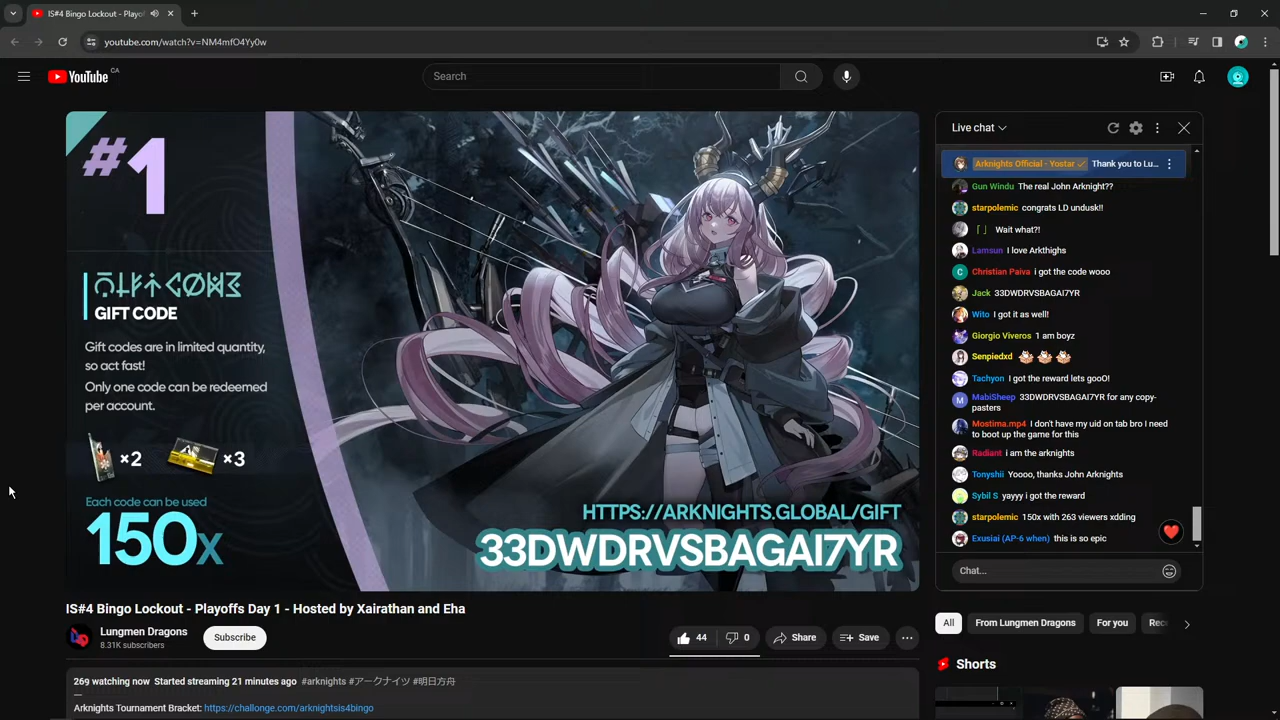 IS#4 Bingo Lockout - Playof
youtube.com/watch?v=NM4mfO4Yy0w
YouTube CA
Search
#1
GIFT CODE
Gift codes are in limited quantity,
so act fast!
Only one code can be redeemed
per account.
×2 ×3
Each code can be used
150x
HTTPS://ARKNIGHTS.GLOBAL/GIFT
33DWDRVSBAGAI7YR
IS#4 Bingo Lockout - Playoffs Day 1 - Hosted by Xairathan and Eha
Lungmen Dragons
8.31K subscribers
Subscribe
44
0
Share
Save
269 watching now Started streaming 21 minutes ago #arknights #アークナイツ #明日方舟
—
Arknights Tournament Bracket: https://challonge.com/arknightsis4bingo
Live chat
Arknights Official - Yostar Thank you to Lu...
Gun Windu The real John Arknight??
starpolemic congrats LD undusk!!
「」 Wait what?!
Lamsun I love Arkthighs
C Christian Paiva i got the code wooo
Jack 33DWDRVSBAGAI7YR
Wito I got it as well!
Giorgio Viveros 1 am boyz
Senpiedxd
Tachyon I got the reward lets gooO!
M MabiSheep 33DWDRVSBAGAI7YR for any copy-
pasters
Mostima.mp4 I don't have my uid on tab bro I need
to boot up the game for this
Radiant i am the arknights
Tonyshii Yoooo, thanks John Arknights
Sybil S yayyy i got the reward
starpolemic 150x with 263 viewers xdding
Exusiai (AP-6 when) this is so epic
Chat...
All
From Lungmen Dragons
For you
Rec
Shorts